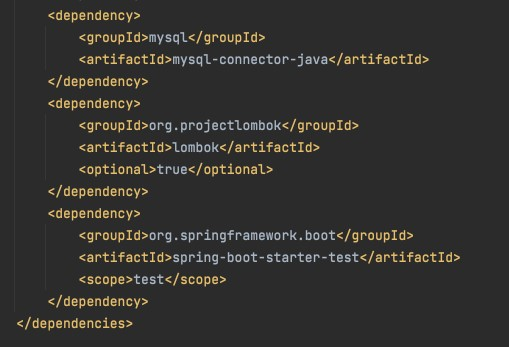 <dependency>
<groupId>mysql</groupId>
<artifactId>mysql-connector-java</artifactId>
</dependency>
<dependency>
<groupId>org.projectlombok</groupId>
<artifactId>lombok</artifactId>
<optional>true</optional>
</dependency>
<dependency>
<groupId>org.springframework.boot</groupId>
<artifactId>spring-boot-starter-test</artifactId>
<scope>test</scope>
</dependency>
</dependencies>